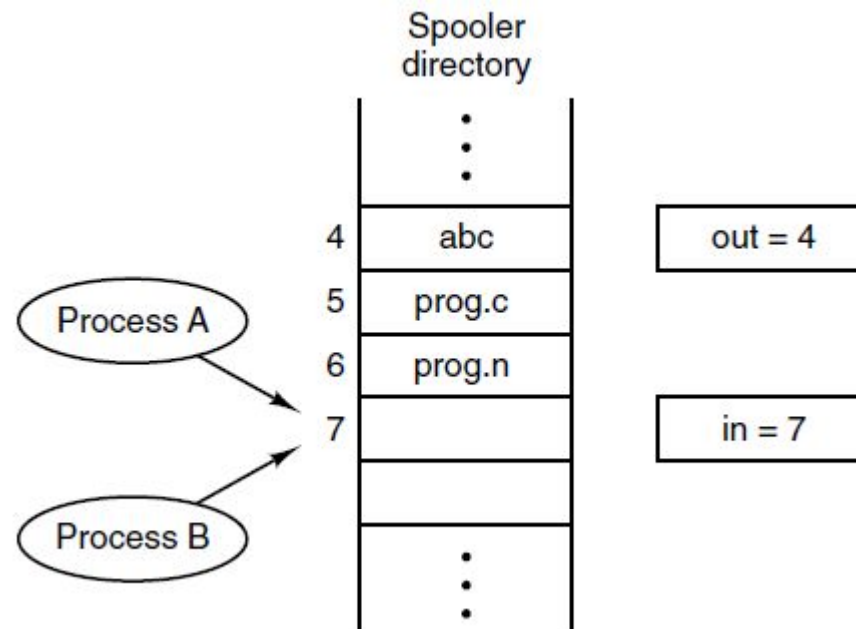 Spooler
directory
4 abc out = 4
Process A
5 prog.c
6 prog.n
7 in = 7
Process B